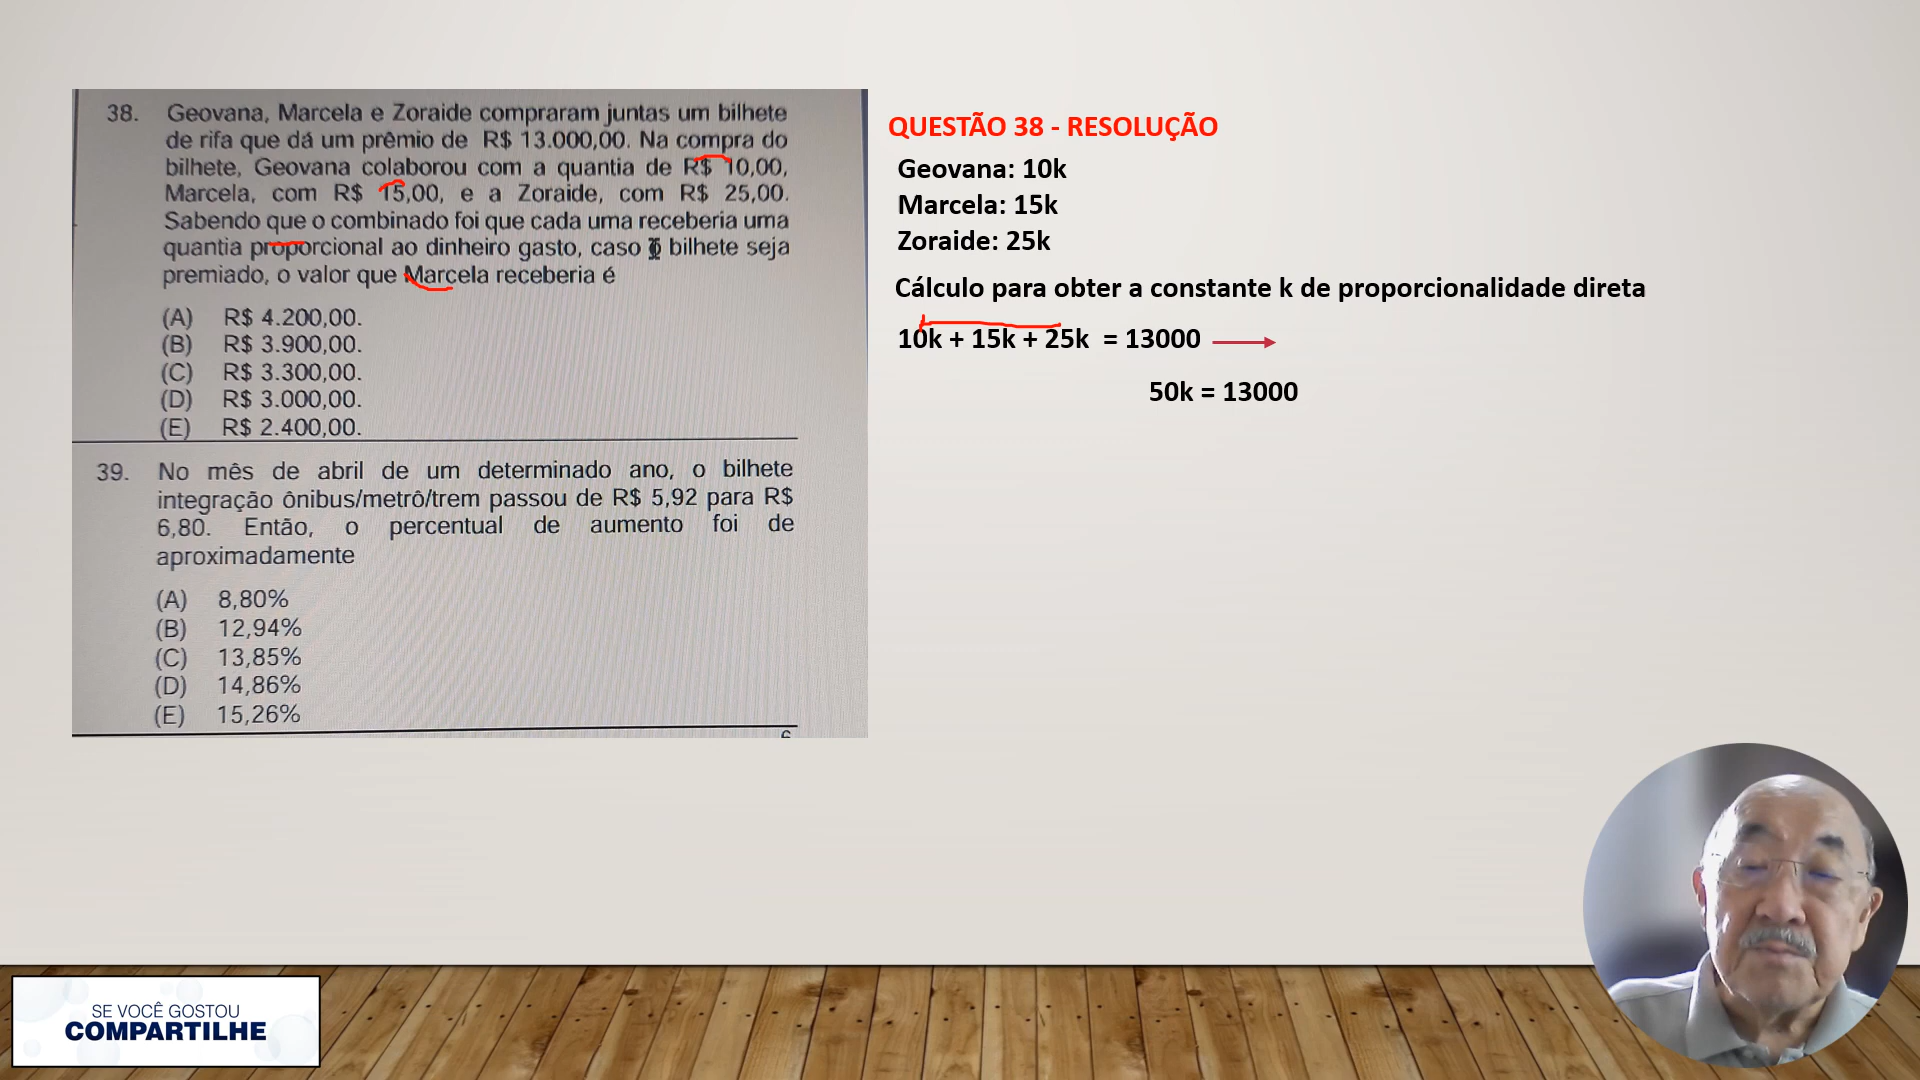 38. Geovana, Marcela e Zoraide compraram juntas um bilhete
de rifa que dá um prêmio de R$ 13.000,00. Na compra do
bilhete, Geovana colaborou com a quantia de R$ 10,00,
Marcela, com R$ 15,00, e a Zoraide, com R$ 25,00.
Sabendo que o combinado foi que cada uma receberia uma
quantia proporcional ao dinheiro gasto, caso o bilhete seja
premiado, o valor que Marcela receberia é
(A) R$ 4.200,00.
(B) R$ 3.900,00.
(C) R$ 3.300,00.
(D) R$ 3.000,00.
(E) R$ 2.400,00.
39. No mês de abril de um determinado ano, o bilhete
integração ônibus/metrô/trem passou de R$ 5,92 para R$
6,80. Então, o percentual de aumento foi de
aproximadamente
(A) 8,80%
(B) 12,94%
(C) 13,85%
(D) 14,86%
(E) 15,26%
6
QUESTÃO 38 - RESOLUÇÃO
Geovana: 10k
Marcela: 15k
Zoraide: 25k
Cálculo para obter a constante k de proporcionalidade direta
10k + 15k + 25k = 13000
50k = 13000
SE VOCÊ GOSTOU
COMPARTILHE